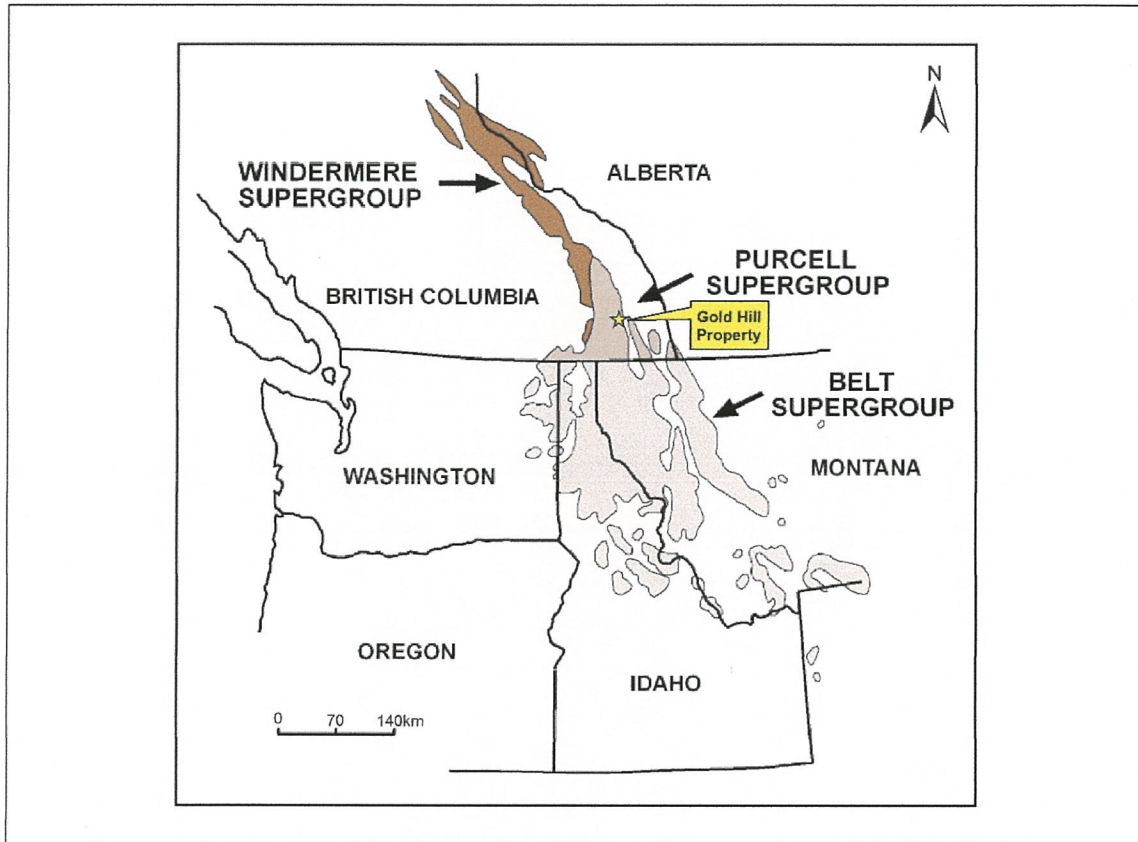 N
WINDERMERE
SUPERGROUP
ALBERTA
PURCELL
SUPERGROUP
BRITISH COLUMBIA
Gold Hill
Property
BELT
SUPERGROUP
WASHINGTON
MONTANA
OREGON
IDAHO
0 70 140km